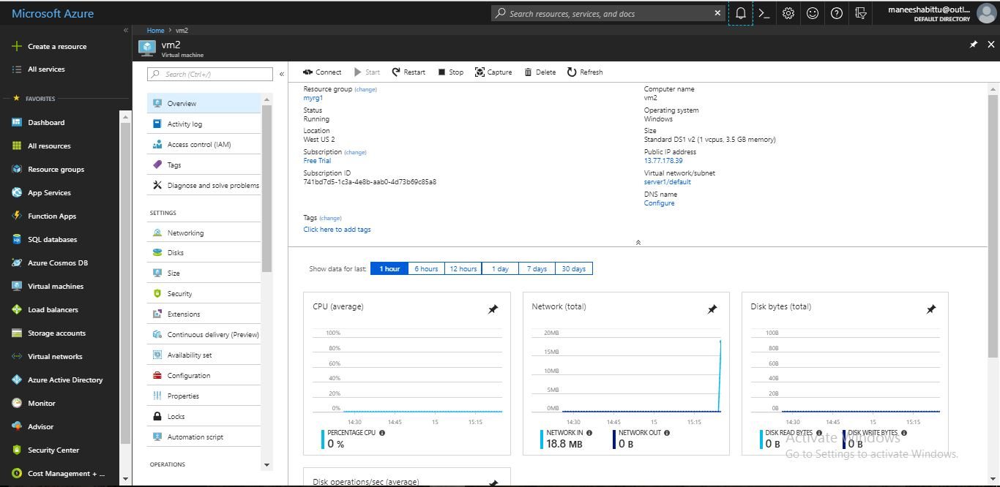 Microsoft Azure
Search resources, services, and docs
maneeshabittu@outl...
DEFAULT DIRECTORY
Create a resource
All services
FAVORITES
Dashboard
All resources
Resource groups
App Services
Function Apps
SQL databases
Azure Cosmos DB
Virtual machines
Load balancers
Storage accounts
Virtual networks
Azure Active Directory
Monitor
Advisor
Security Center
Cost Management + ...
Home > vm2
vm2
Virtual machine
Search (Ctrl+/)
Overview
Activity log
Access control (IAM)
Tags
Diagnose and solve problems
SETTINGS
Networking
Disks
Size
Security
Extensions
Continuous delivery (Preview)
Availability set
Configuration
Properties
Locks
Automation script
OPERATIONS
Connect Start Restart Stop Capture Delete Refresh
Resource group (change)
myrg1
Status
Running
Location
West US 2
Subscription (change)
Free Trial
Subscription ID
741bd7d5-1c3a-4e8b-aab0-4d73b69c85a8
Computer name
vm2
Operating system
Windows
Size
Standard DS1 v2 (1 vcpus, 3.5 GB memory)
Public IP address
13.77.178.39
Virtual network/subnet
server1/default
DNS name
Configure
Tags (change)
Click here to add tags
Show data for last: 1 hour 6 hours 12 hours 1 day 7 days 30 days
CPU (average)
100%
80%
60%
40%
20%
0%
14:30 14:45 15 15:15
PERCENTAGE CPU
0 %
Network (total)
20MB
15MB
10MB
5MB
0MB
14:30 14:45 15 15:15
NETWORK IN NETWORK OUT
18.8 MB 0 B
Disk bytes (total)
100B
80B
60B
40B
20B
0B
14:30 14:45 15 15:15
DISK READ BYTES DISK WRITE BYTES
0 B 0 B
Activate Windows
Go to Settings to activate Windows.
Disk operations/sec (average)